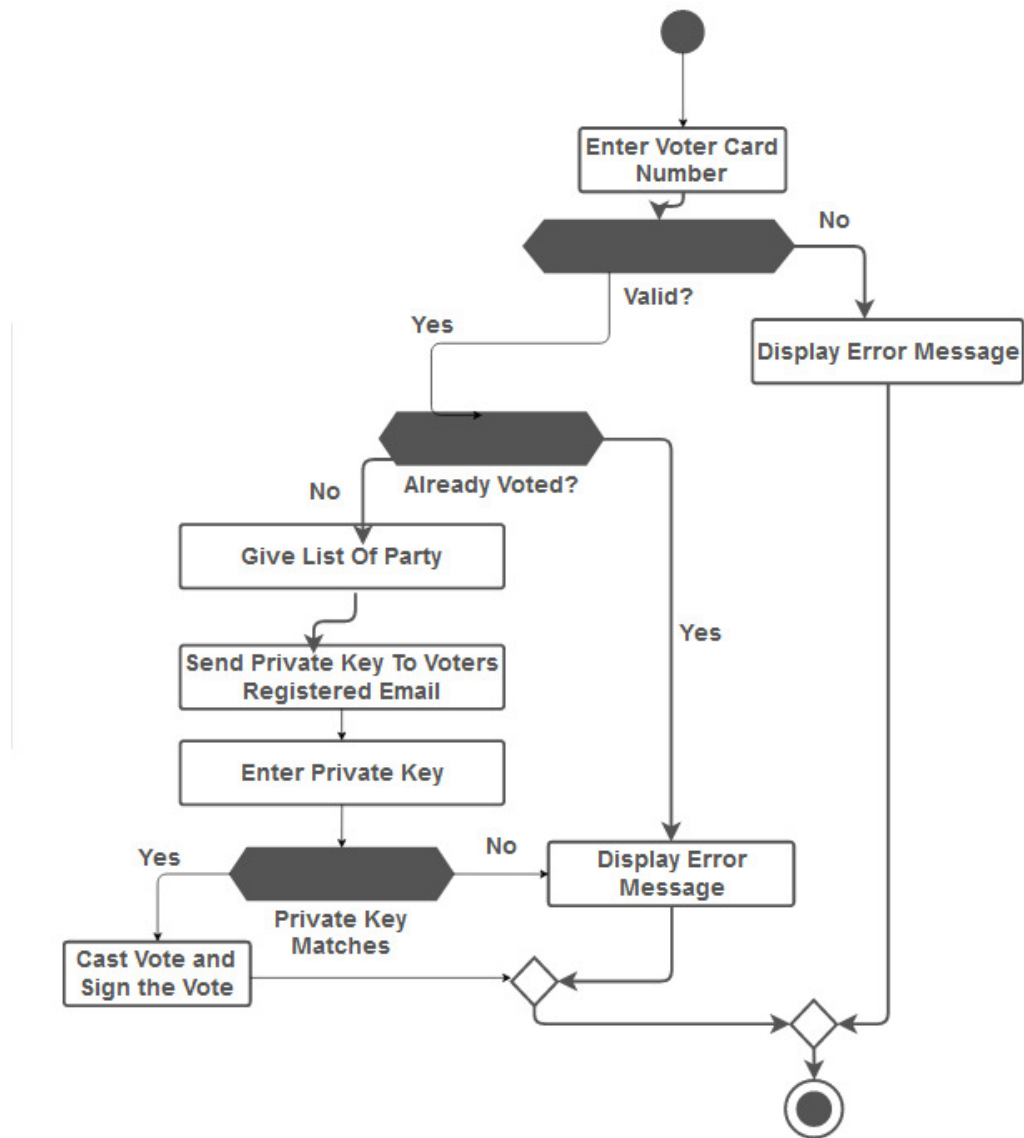 Enter Voter Card
Number
No
Valid?
Yes
Display Error Message
Already Voted?
No
Give List Of Party
Yes
Send Private Key To Voters
Registered Email
Enter Private Key
Yes
No
Display Error
Message
Private Key
Matches
Cast Vote and
Sign the Vote